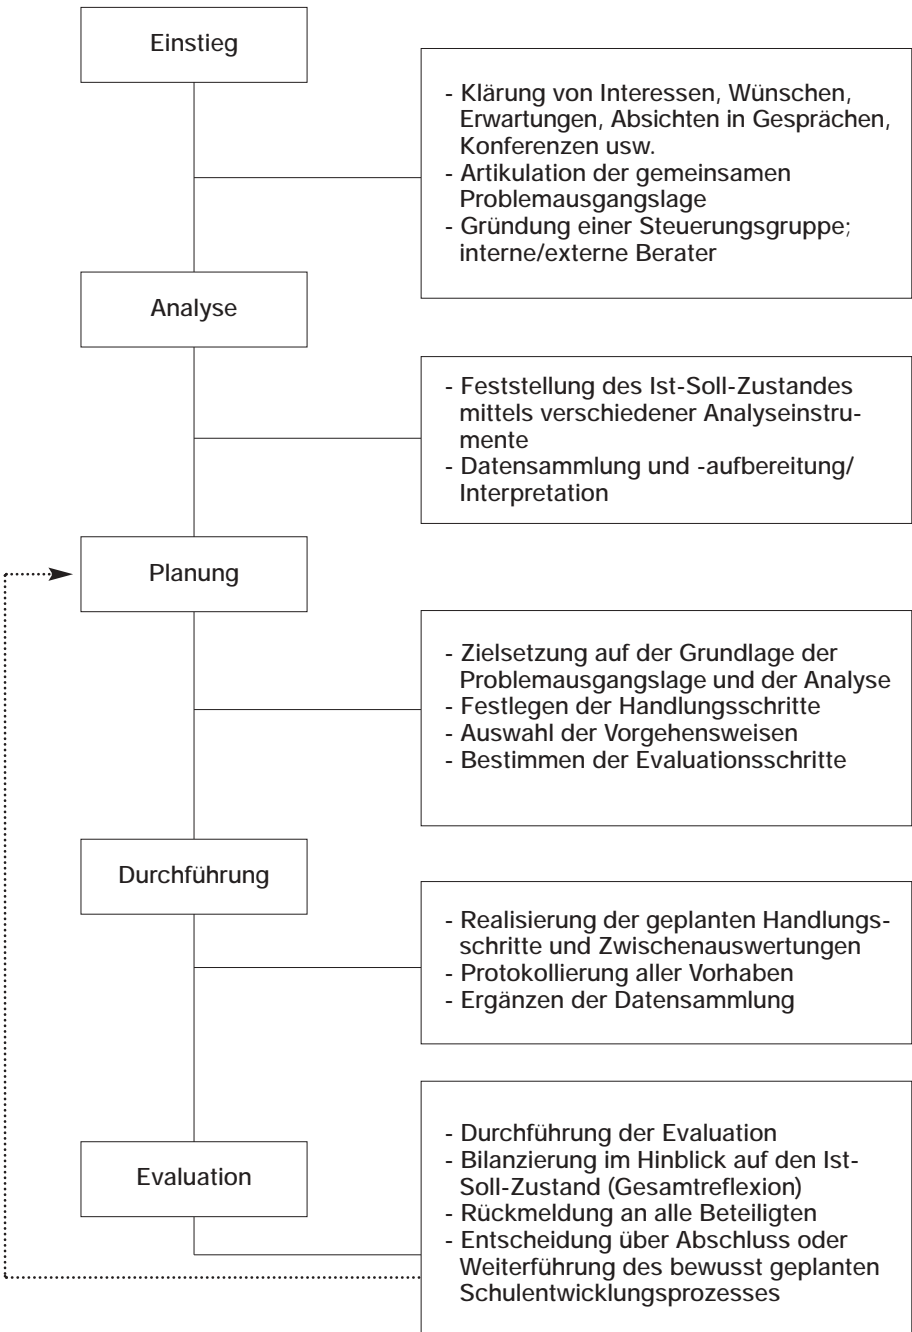 Einstieg
- Klärung von Interessen, Wünschen,
Erwartungen, Absichten in Gesprächen,
Konferenzen usw.
- Artikulation der gemeinsamen
Problemausgangslage
- Gründung einer Steuerungsgruppe;
interne/externe Berater
Analyse
- Feststellung des Ist-Soll-Zustandes
mittels verschiedener Analyseinstru-
mente
- Datensammlung und -aufbereitung/
Interpretation
Planung
- Zielsetzung auf der Grundlage der
Problemausgangslage und der Analyse
- Festlegen der Handlungsschritte
- Auswahl der Vorgehensweisen
- Bestimmen der Evaluationsschritte
Durchführung
- Realisierung der geplanten Handlungs-
schritte und Zwischenauswertungen
- Protokollierung aller Vorhaben
- Ergänzen der Datensammlung
Evaluation
- Durchführung der Evaluation
- Bilanzierung im Hinblick auf den Ist-
Soll-Zustand (Gesamtreflexion)
- Rückmeldung an alle Beteiligten
- Entscheidung über Abschluss oder
Weiterführung des bewusst geplanten
Schulentwicklungsprozesses